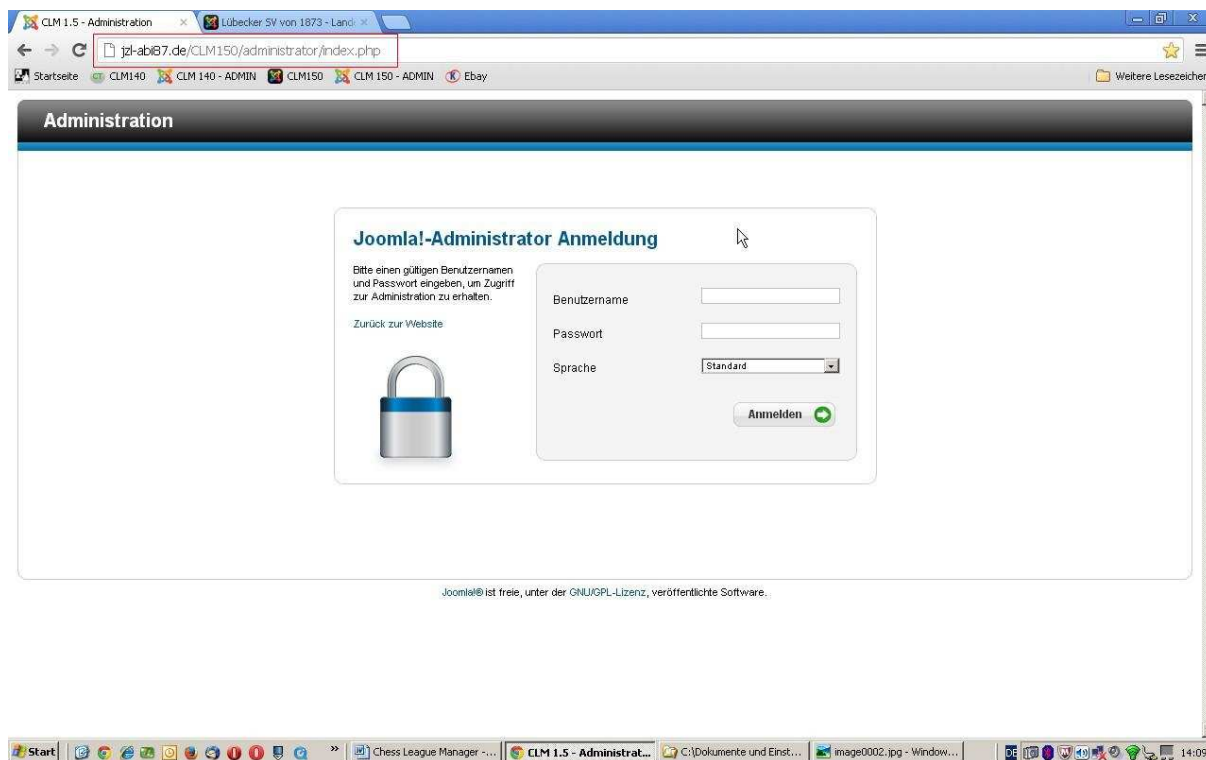 CLM 1.5 - Administration
Lübecker SV von 1873 - Land
jzl-abi87.de/CLM150/administrator/index.php
Startseite CLM140 CLM 140 - ADMIN CLM150 CLM 150 - ADMIN Ebay Weitere Lesezeichen
Administration
Joomla!-Administrator Anmeldung
Bitte einen gültigen Benutzernamen
und Passwort eingeben, um Zugriff
zur Administration zu erhalten.
Zurück zur Website
Benutzername
Passwort
Sprache Standard
Anmelden
Joomla!® ist freie, unter der GNU/GPL-Lizenz, veröffentlichte Software.
Start » Chess League Manager -... CLM 1.5 - Administrat... C:\Dokumente und Einst... image0002.jpg - Window... DE 14:09